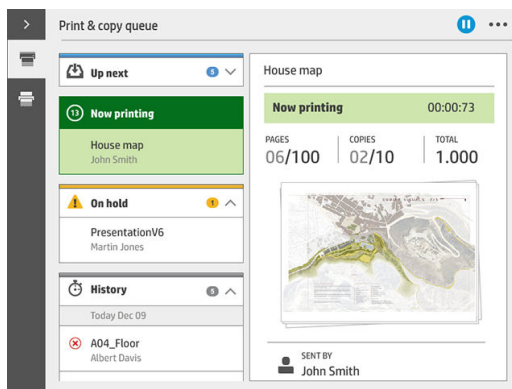 Print & copy queue
Up next
5
Now printing
13
House map
John Smith
On hold
1
PresentationV6
Martin Jones
History
5
Today Dec 09
A04_Floor
Albert Davis
House map
Now printing 00:00:73
PAGES COPIES TOTAL
06/100 02/10 1.000
SENT BY
John Smith